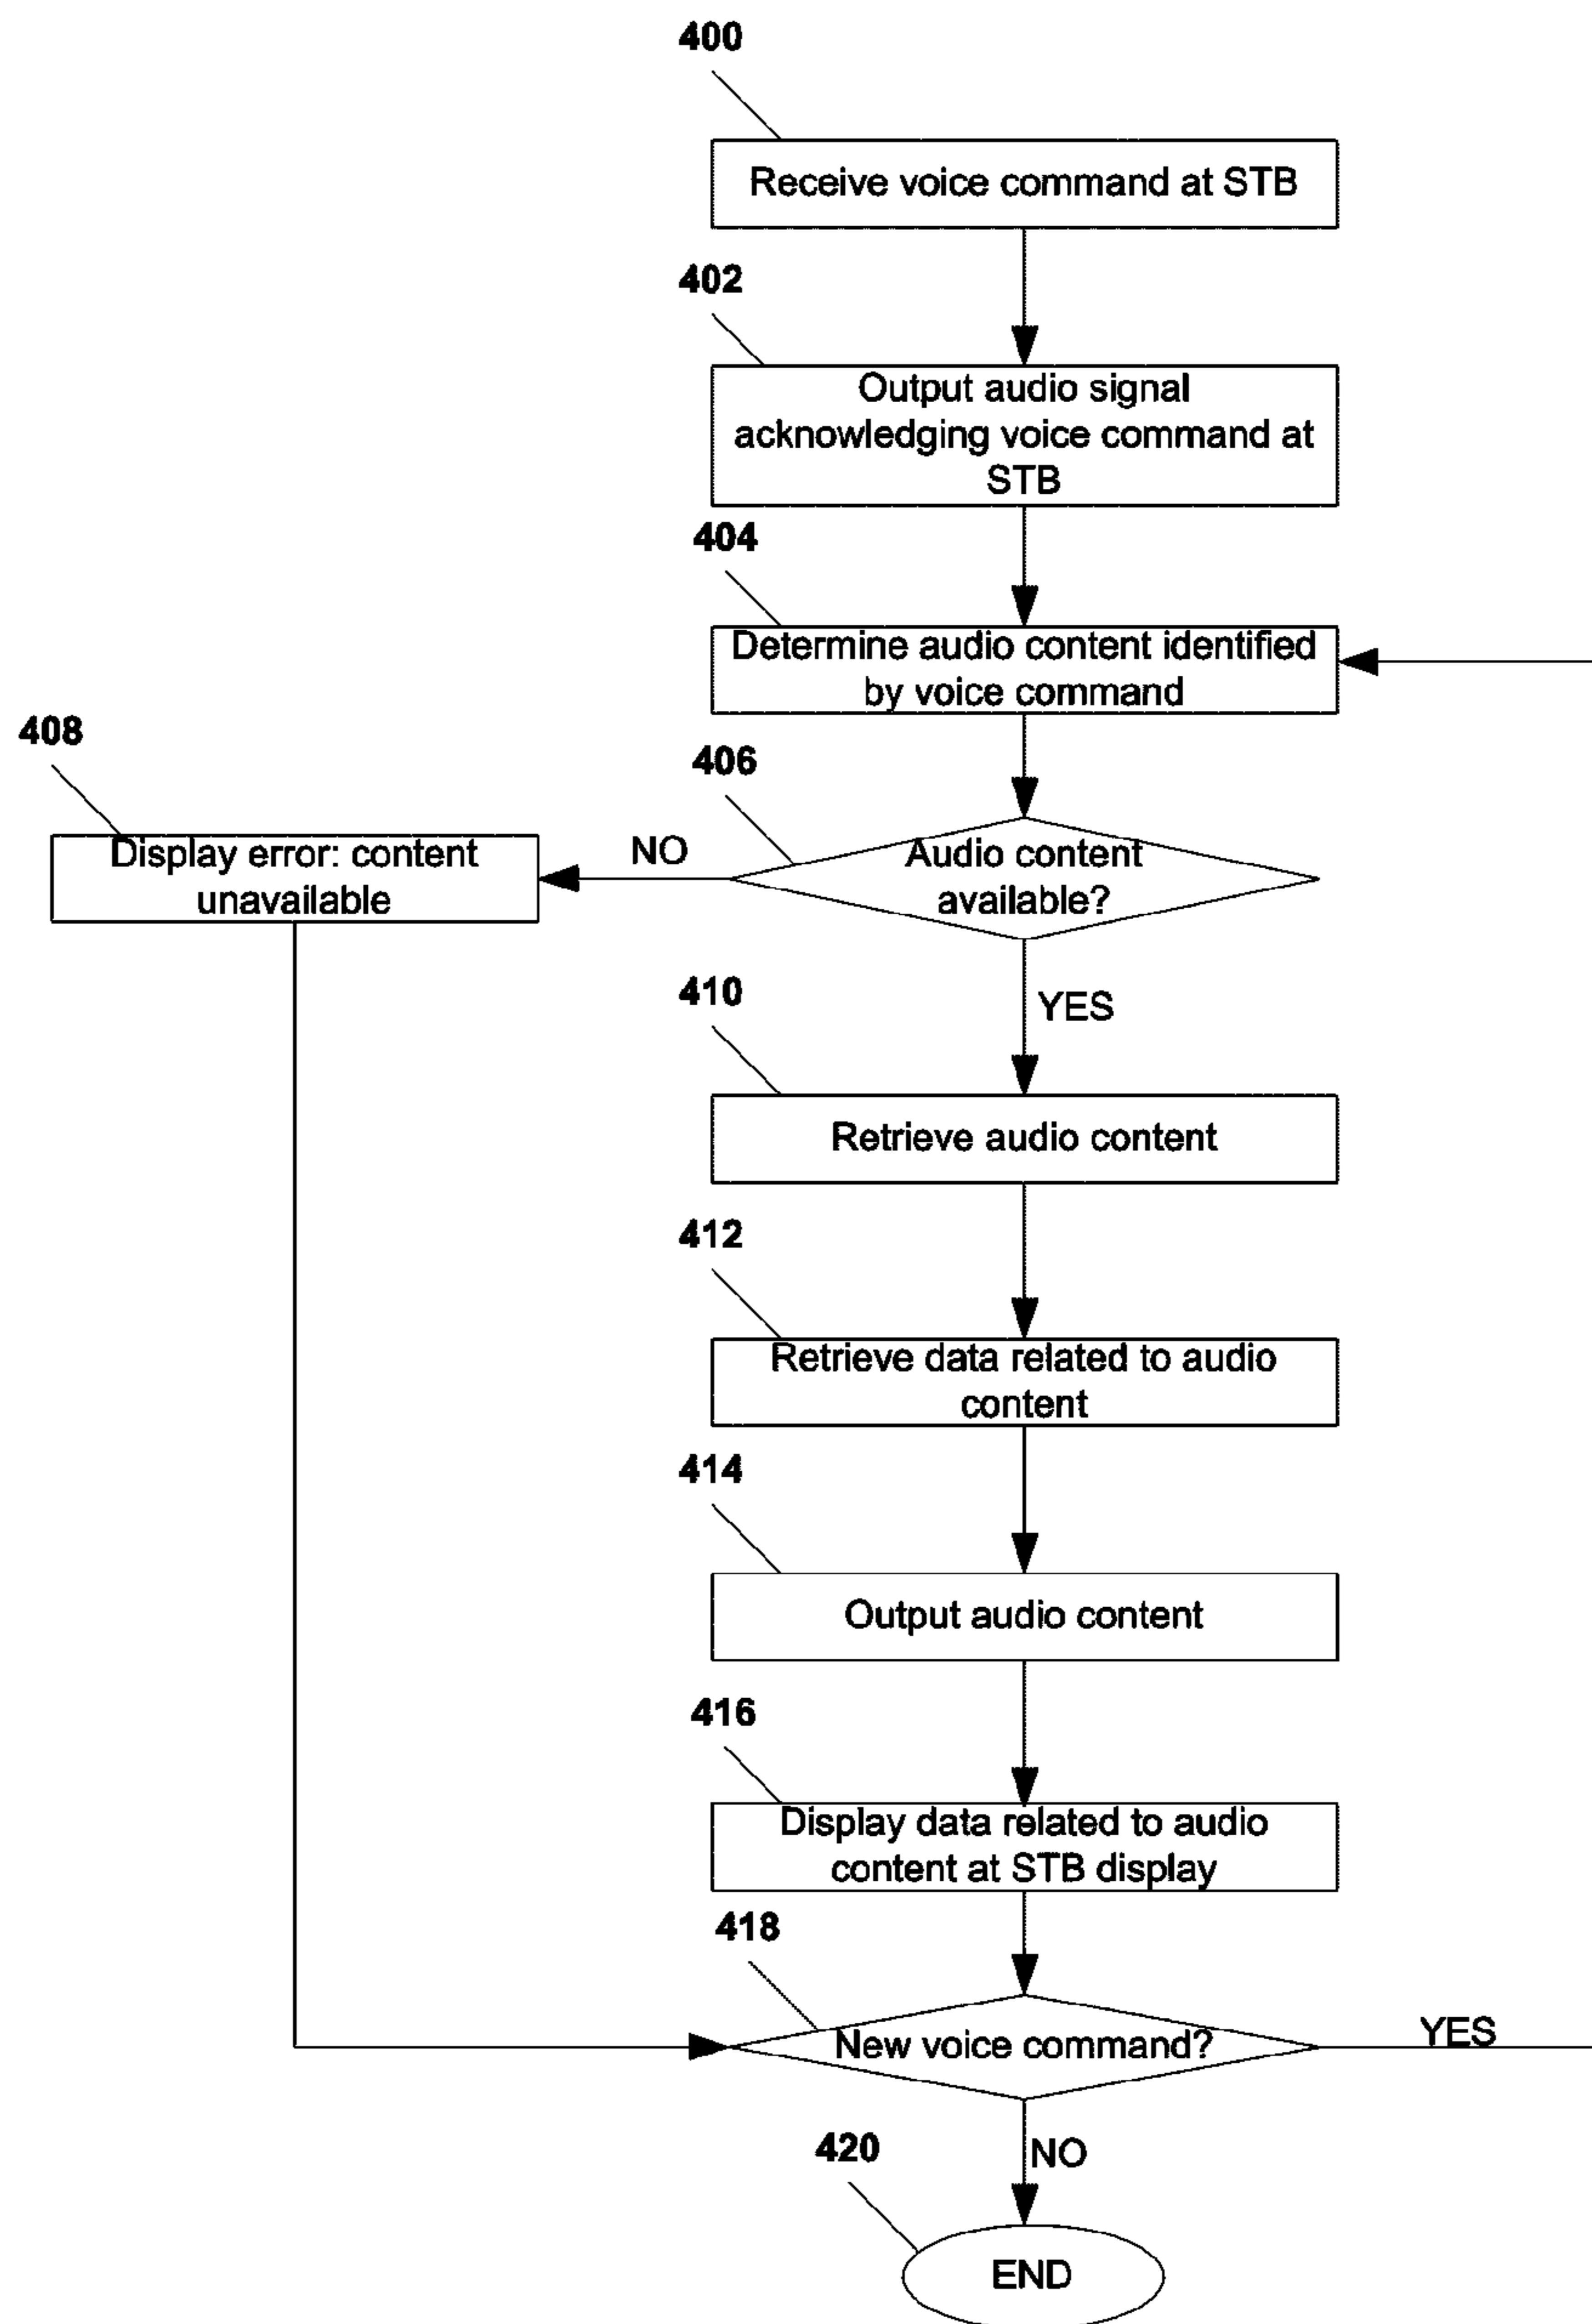 400
Receive voice command at STB
402
Output audio signal
acknowledging voice command at
STB
404
Determine audio content identified
by voice command
406
408
Audio content
available?
NO
Display error: content
unavailable
YES
410
Retrieve audio content
412
Retrieve data related to audio
content
414
Output audio content
416
Display data related to audio
content at STB display
418
New voice command?
YES
NO
420
END